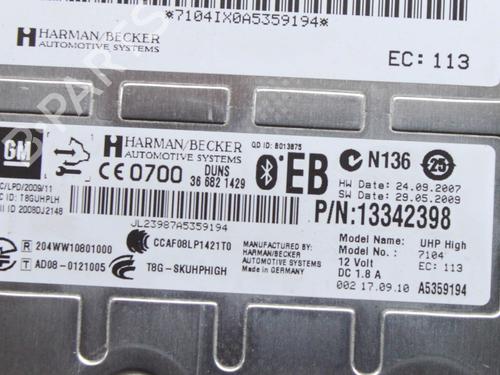 *7104IX0A5359194*
HARMAN/BECKER
AUTOMOTIVE SYSTEMS
EC: 113
GM
HARMAN/BECKER
AUTOMOTIVE SYSTEMS
QD ID: B013875
CE 0700 DUNS
36 682 1429
EB
N136
25
HW Date: 24.09.2007
SW Date: 29.05.2009
C/LPD/2009/11
C ID: T8GUHPLH
II ID 2008DJ2148
JL23987A5359194
P/N:13342398
R 204WW10801000
CCAF08LP1421T0
T AD08-0121005
T8G-SKUHPHIGH
MANUFACTURED BY:
HARMAN/BECKER
AUTOMOTIVE SYSTEMS
Made in Germany
Model Name: UHP High
Model No.: 7104
12 Volt EC: 113
DC 1.8 A
002 17.09.10 A5359194
B-PARTS